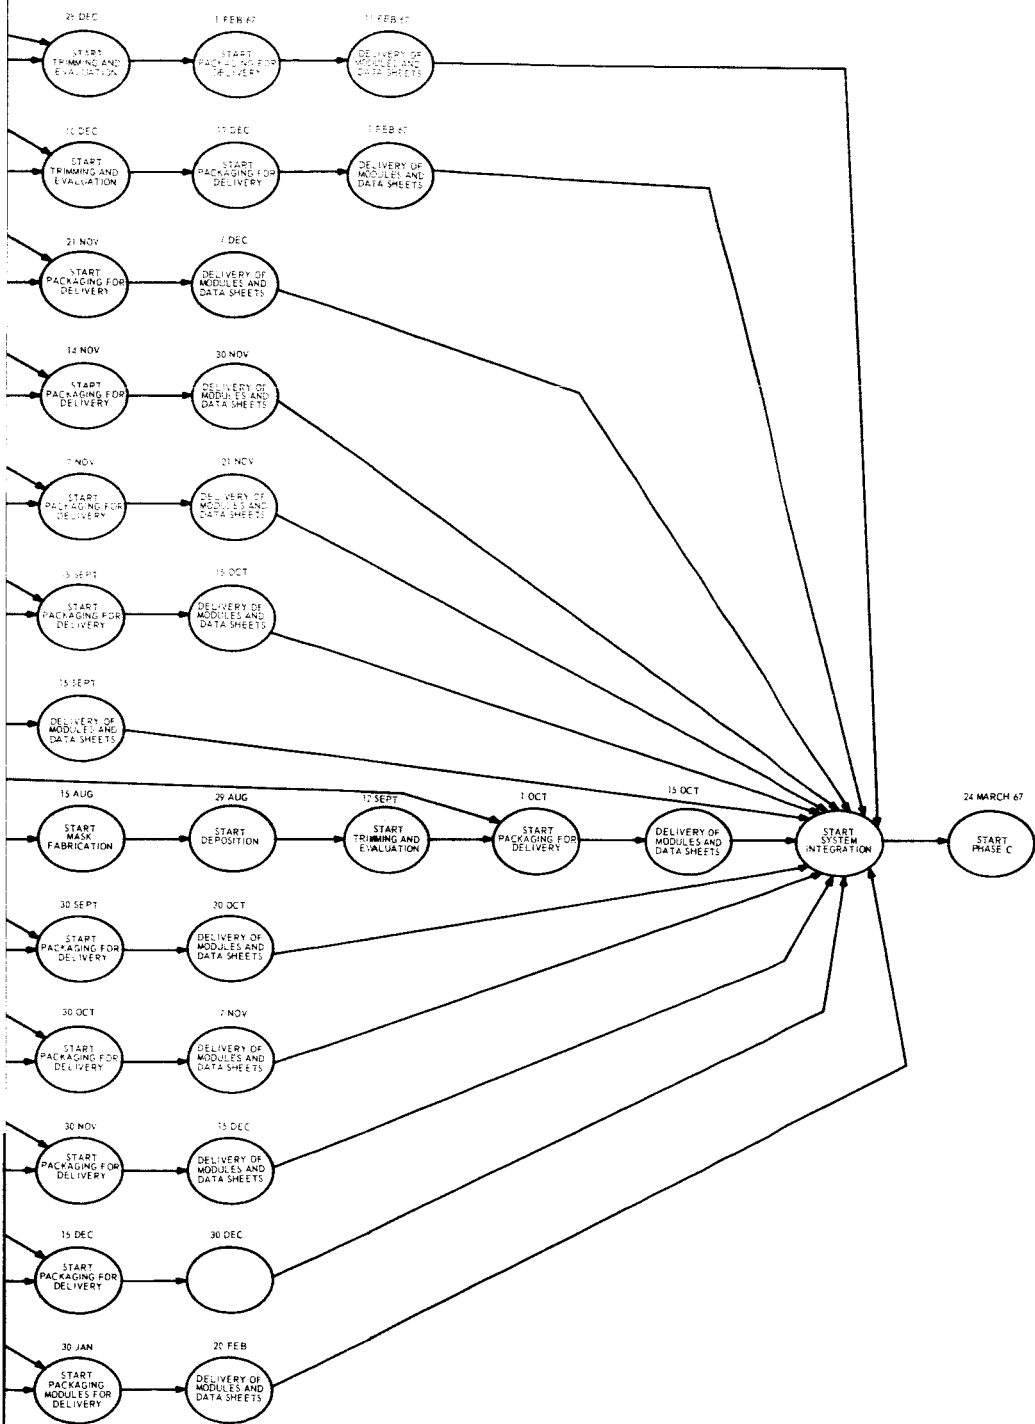 28 DEC
1 FEB 67
START
TRIMMING AND
EVALUATION
START
PACKAGING FOR
DELIVERY
DELIVERY OF
MODULES AND
DATA SHEETS
DEC
DEC
1 FEB 67
START
TRIMMING AND
EVALUATION
START
PACKAGING FOR
DELIVERY
DELIVERY OF
MODULES AND
DATA SHEETS
21 NOV
7 DEC
START
PACKAGING FOR
DELIVERY
DELIVERY OF
MODULES AND
DATA SHEETS
14 NOV
30 NOV
START
PACKAGING FOR
DELIVERY
DELIVERY OF
MODULES AND
DATA SHEETS
7 NOV
21 NOV
START
PACKAGING FOR
DELIVERY
DELIVERY OF
MODULES AND
DATA SHEETS
15 SEPT
15 OCT
START
PACKAGING FOR
DELIVERY
DELIVERY OF
MODULES AND
DATA SHEETS
15 SEPT
DELIVERY OF
MODULES AND
DATA SHEETS
15 AUG
29 AUG
12 SEPT
1 OCT
15 OCT
24 MARCH 67
START
MASK
FABRICATION
START
DEPOSITION
START
TRIMMING AND
EVALUATION
START
PACKAGING FOR
DELIVERY
DELIVERY OF
MODULES AND
DATA SHEETS
START
SYSTEM
INTEGRATION
START
PHASE C
30 SEPT
30 OCT
START
PACKAGING FOR
DELIVERY
DELIVERY OF
MODULES AND
DATA SHEETS
30 OCT
7 NOV
START
PACKAGING FOR
DELIVERY
DELIVERY OF
MODULES AND
DATA SHEETS
30 NOV
15 DEC
START
PACKAGING FOR
DELIVERY
DELIVERY OF
MODULES AND
DATA SHEETS
15 DEC
30 DEC
START
PACKAGING FOR
DELIVERY
30 JAN
20 FEB
START
PACKAGING
MODULES FOR
DELIVERY
DELIVERY OF
MODULES AND
DATA SHEETS